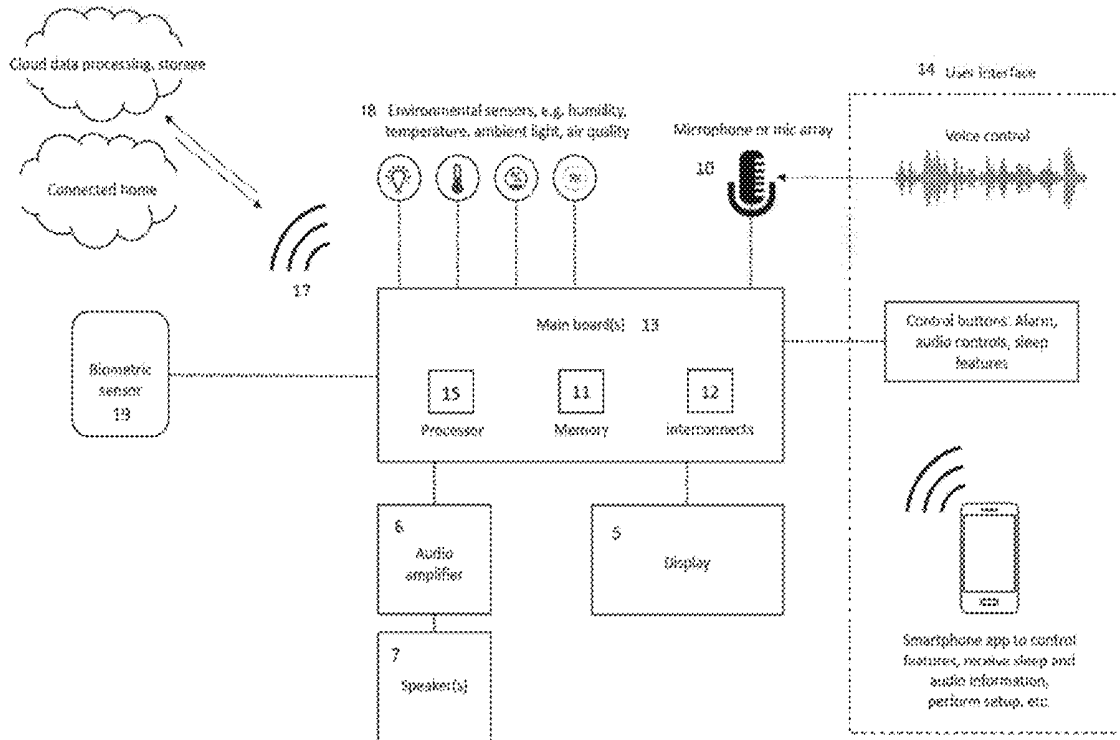 Cloud data processing, storage
Connected home
17
18 Environmental sensors, e.g. humidity,
temperature, ambient light, air quality
Microphone or mic array
10
14 User Interface
Voice control
Main board(s) 13
15
Processor
11
Memory
12
Interconnects
Biometric
sensor
19
Control buttons: Alarm,
audio controls, sleep
features
6
Audio
amplifier
5
Display
7
Speaker(s)
Smartphone app to control
features, receive sleep and
audio information,
perform setup, etc.